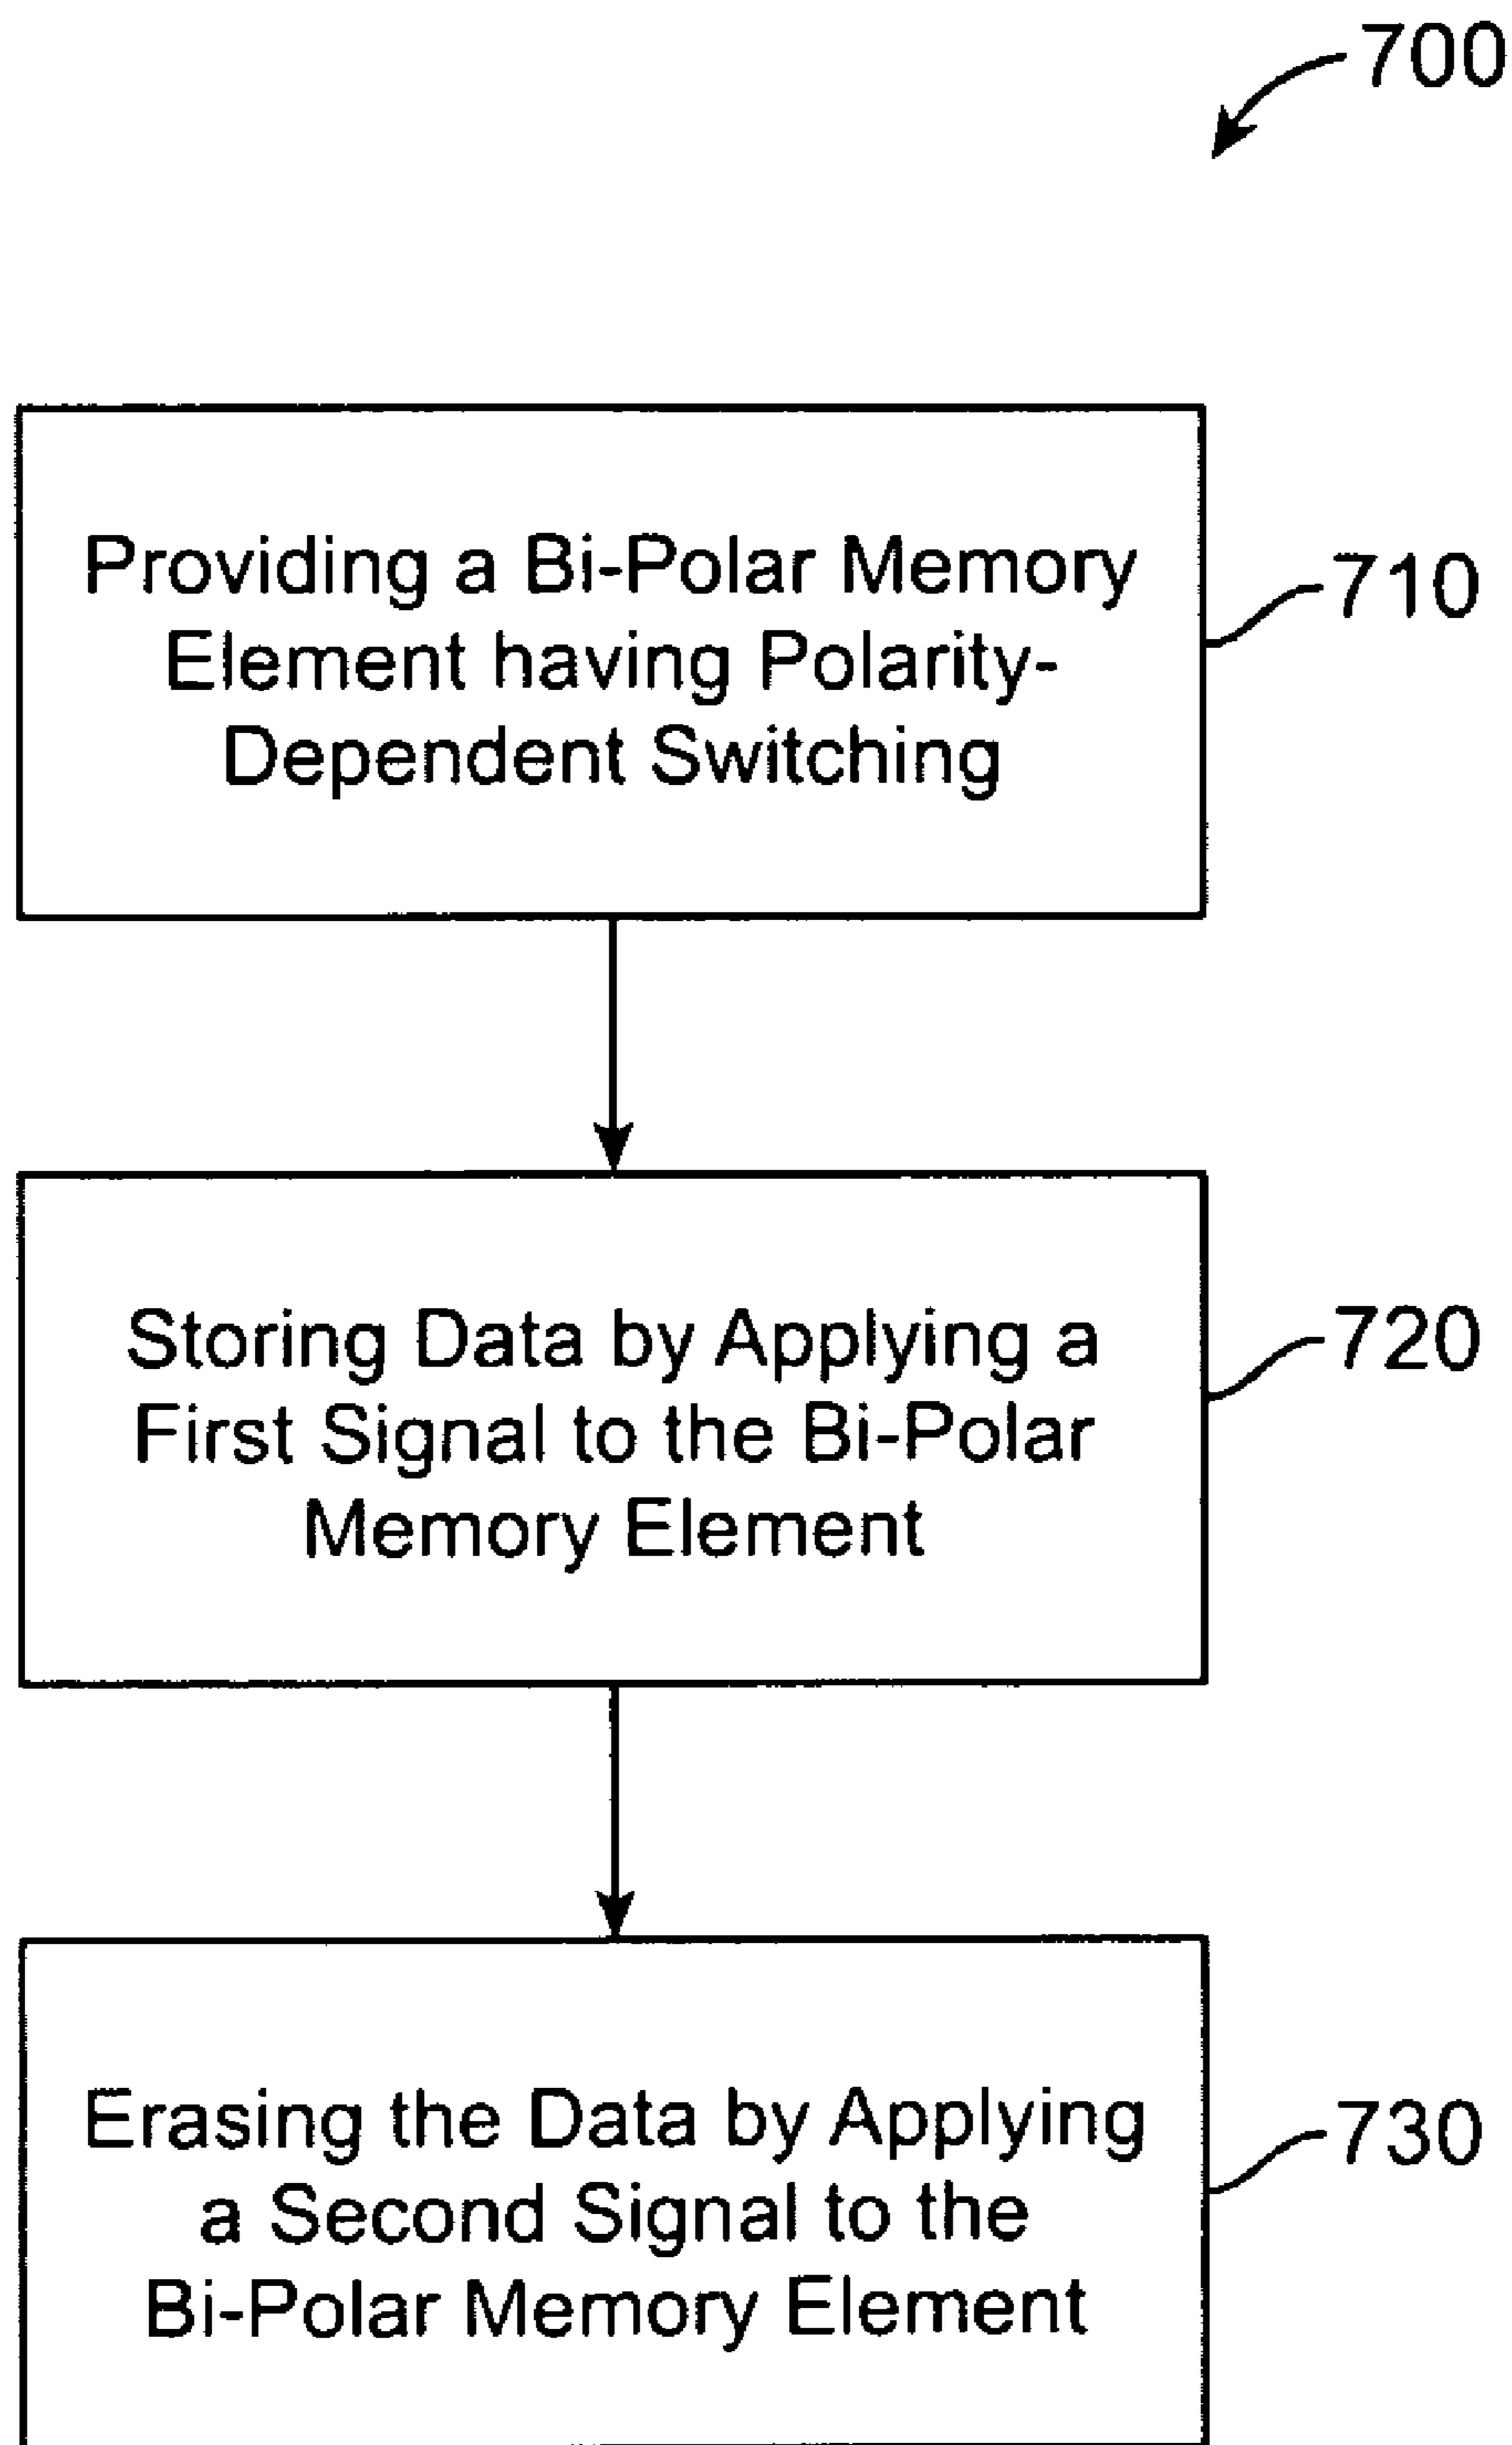 700
Providing a Bi-Polar Memory
Element having Polarity-
Dependent Switching
710
Storing Data by Applying a
First Signal to the Bi-Polar
Memory Element
720
Erasing the Data by Applying
a Second Signal to the
Bi-Polar Memory Element
730